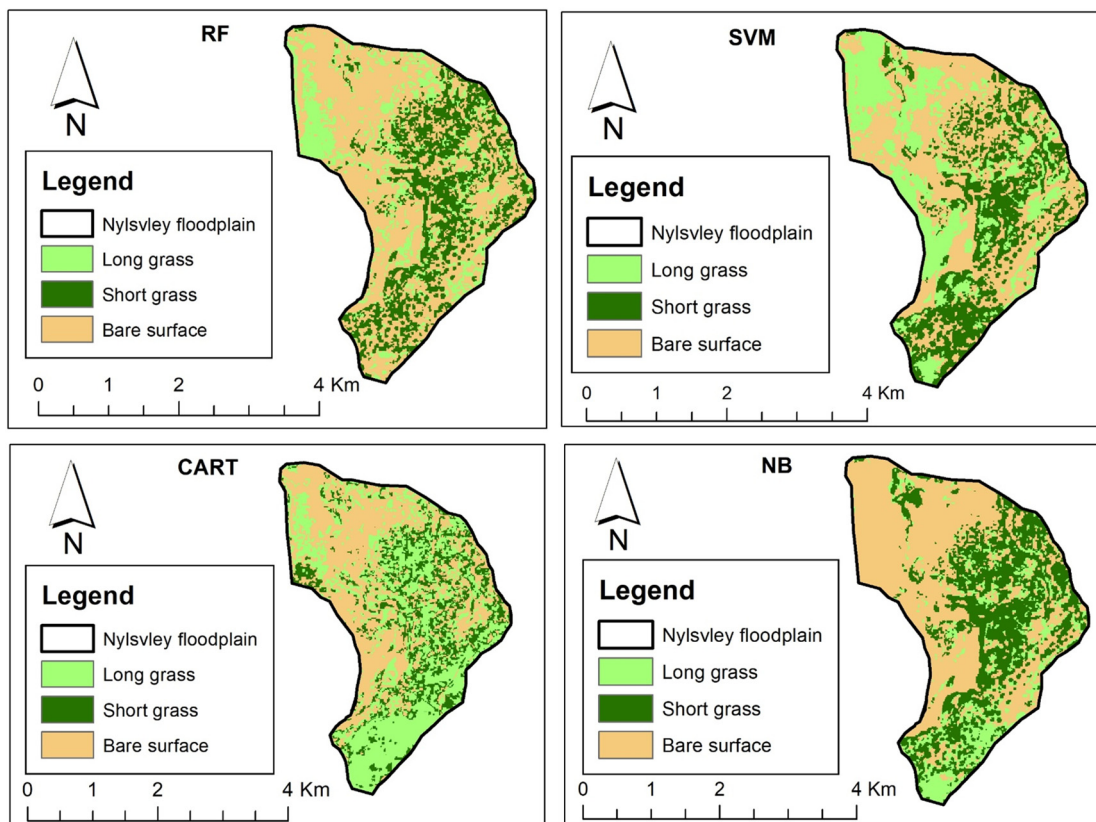 RF
N
Legend
Nylsvley floodplain
Long grass
Short grass
Bare surface
0 1 2 4 Km
SVM
N
Legend
Nylsvley floodplain
Long grass
Short grass
Bare surface
0 1 2 4 Km
CART
N
Legend
Nylsvley floodplain
Long grass
Short grass
Bare surface
0 1 2 4 Km
NB
N
Legend
Nylsvley floodplain
Long grass
Short grass
Bare surface
0 1 2 4 Km